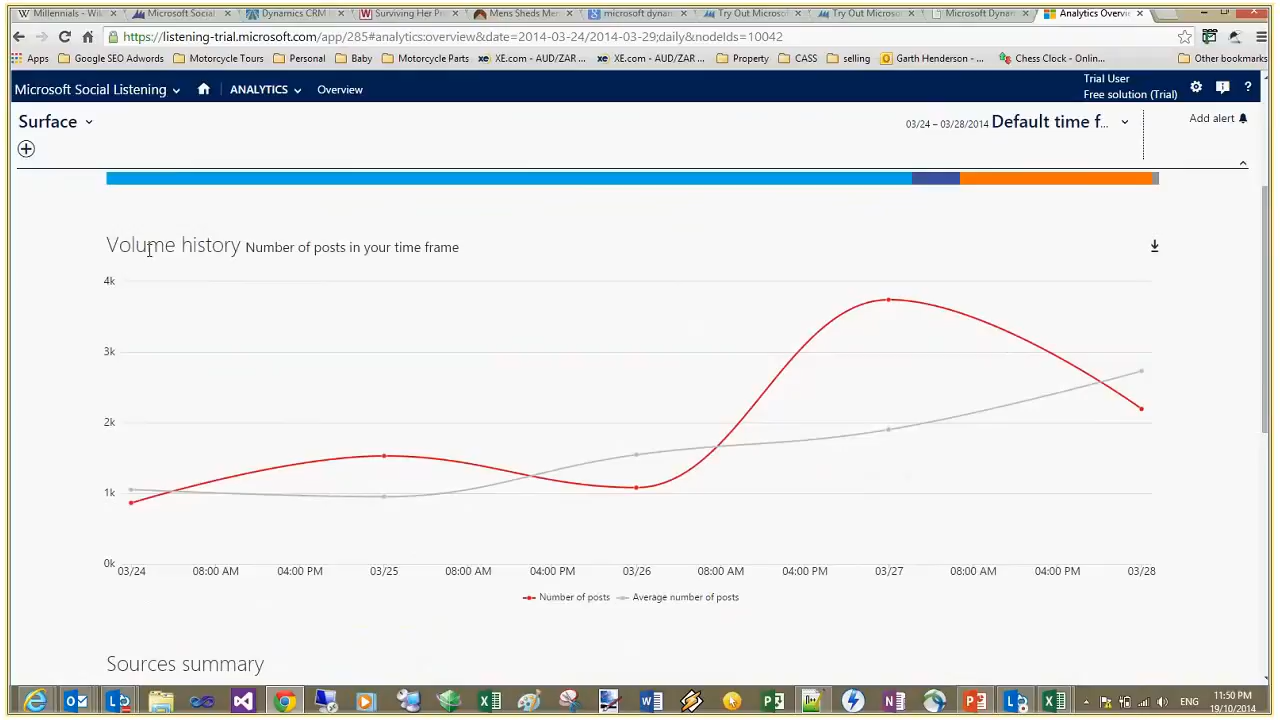 Millennials - Wik
Microsoft Social
Dynamics CRM
Surviving Her P
Mens Sheds Me
microsoft dynam
Try Out Microso
Try Out Microso
Microsoft Dynan
Analytics Overvi
https://listening-trial.microsoft.com/app/285#analytics:overview&date=2014-03-24/2014-03-29;daily&nodeIds=10042
Apps Google SEO Adwords Motorcycle Tours Personal Baby Motorcycle Parts XE.com - AUD/ZAR ... XE.com - AUD/ZAR ... Property CASS selling Garth Henderson - ... Chess Clock - Onlin... Other bookmarks
Microsoft Social Listening ANALYTICS Overview
Trial User
Free solution (Trial)
?
Surface
03/24 – 03/28/2014 Default time f...
Add alert
Volume history Number of posts in your time frame
4k
3k
2k
1k
0k
03/24 08:00 AM 04:00 PM 03/25 08:00 AM 04:00 PM 03/26 08:00 AM 04:00 PM 03/27 08:00 AM 04:00 PM 03/28
Number of posts Average number of posts
Sources summary
ENG
11:50 PM
19/10/2014